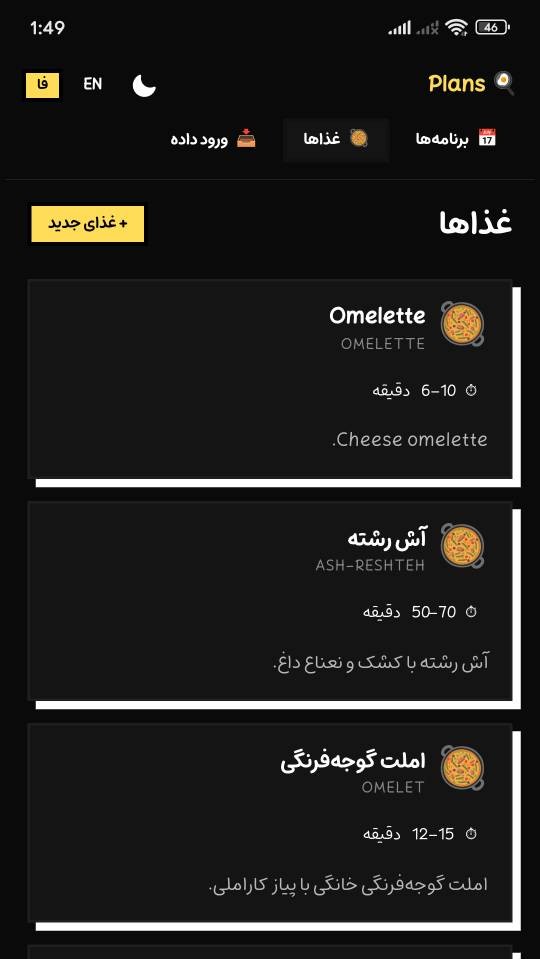 1:49
46
Plans
EN
فا
برنامه‌ها
غذاها
ورود داده
غذاها
+ غذای جدید
Omelette
OMELETTE
6–10 دقیقه
Cheese omelette.
آش رشته
ASH-RESHTEH
50–70 دقیقه
آش رشته با کشک و نعناع داغ.
املت گوجه‌فرنگی
OMELET
12–15 دقیقه
املت گوجه‌فرنگی خانگی با پیاز کاراملی.